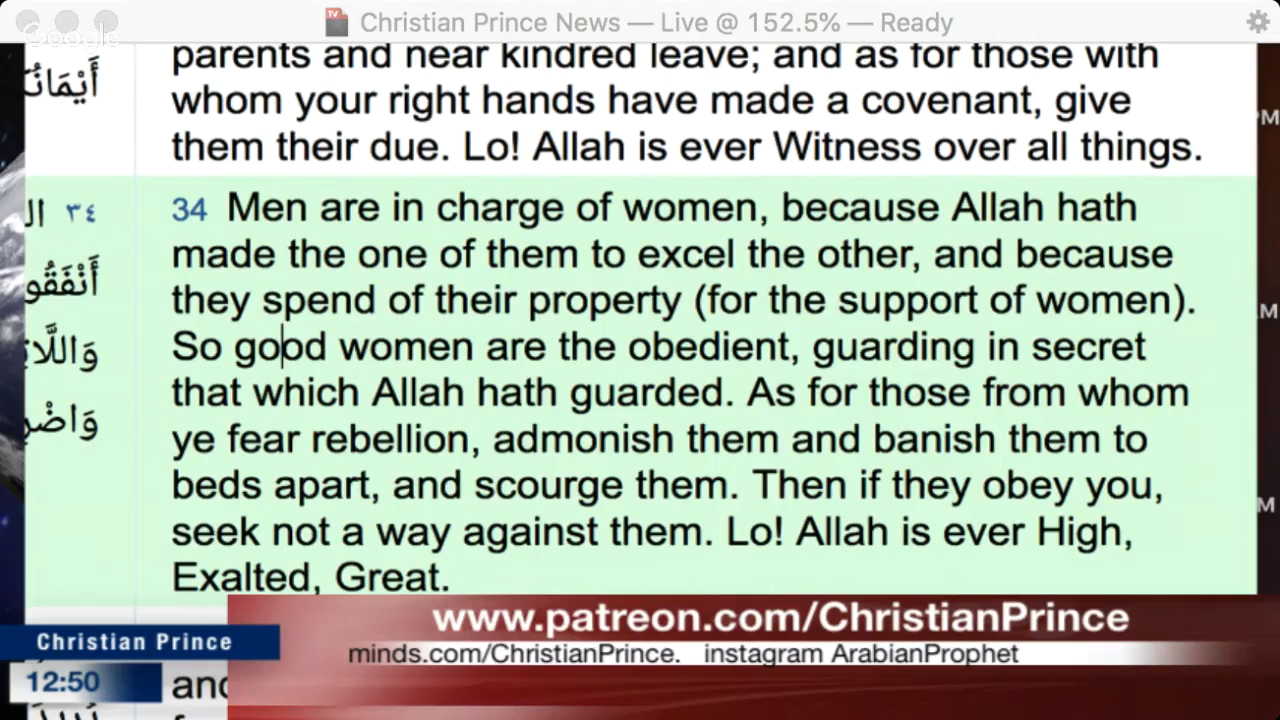 Christian Prince News — Live @ 152.5% — Ready
Google
parents and near kindred leave; and as for those with
whom your right hands have made a covenant, give
them their due. Lo! Allah is ever Witness over all things.
34 Men are in charge of women, because Allah hath
made the one of them to excel the other, and because
they spend of their property (for the support of women).
So good women are the obedient, guarding in secret
that which Allah hath guarded. As for those from whom
ye fear rebellion, admonish them and banish them to
beds apart, and scourge them. Then if they obey you,
seek not a way against them. Lo! Allah is ever High,
Exalted, Great.
٣٤
www.patreon.com/ChristianPrince
minds.com/ChristianPrince. instagram ArabianProphet
Christian Prince
12:50